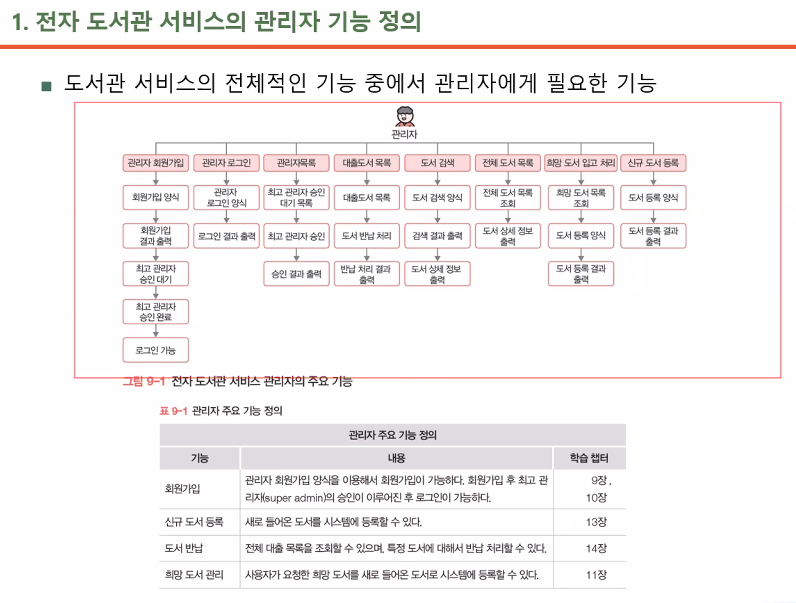 1. 전자 도서관 서비스의 관리자 기능 정의
도서관 서비스의 전체적인 기능 중에서 관리자에게 필요한 기능
관리자
관리자 회원가입 관리자 로그인 관리자목록 대출도서 목록 도서 검색 전체 도서 목록 희망 도서 입고 처리 신규 도서 등록
회원가입 양식
관리자
로그인 양식
최고 관리자 승인
대기 목록
대출도서 목록
도서 검색 양식
전체 도서 목록
조회
희망 도서 목록
조회
도서 등록 양식
회원가입
결과 출력
로그인 결과 출력
최고 관리자 승인
도서 반납 처리
검색 결과 출력
도서 상세 정보
출력
도서 등록 양식
도서 등록 결과
출력
최고 관리자
승인 대기
승인 결과 출력
반납 처리 결과
출력
도서 상세 정보
출력
도서 등록 결과
출력
최고 관리자
승인 완료
로그인 가능
그림 9-1 전자 도서관 서비스 관리자의 주요 기능
표 9-1 관리자 주요 기능 정의
관리자 주요 기능 정의
기능 내용 학습 챕터
회원가입
관리자 회원가입 양식을 이용해서 회원가입이 가능하다. 회원가입 후 최고 관
리자(super admin)의 승인이 이루어진 후 로그인이 가능하다.
9장,
10장
신규 도서 등록 새로 들어온 도서를 시스템에 등록할 수 있다. 13장
도서 반납 전체 대출 목록을 조회할 수 있으며, 특정 도서에 대해서 반납 처리할 수 있다. 14장
희망 도서 관리 사용자가 요청한 희망 도서를 새로 들어온 도서로 시스템에 등록할 수 있다. 11장